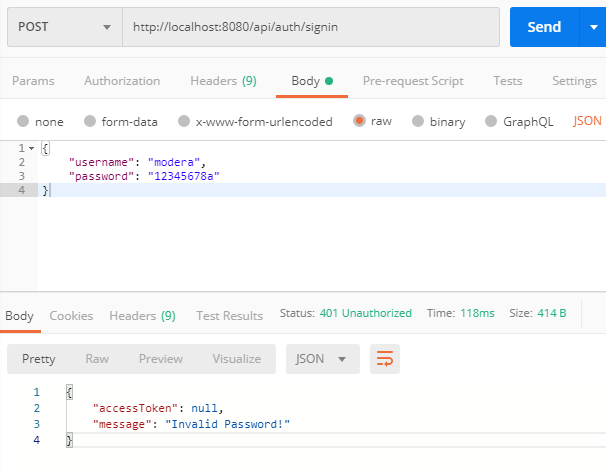 POST http://localhost:8080/api/auth/signin Send
Params Authorization Headers (9) Body Pre-request Script Tests Settings
none form-data x-www-form-urlencoded raw binary GraphQL JSON
1 {
2 "username": "modera",
3 "password": "12345678a"
4 }
Body Cookies Headers (9) Test Results Status: 401 Unauthorized Time: 118ms Size: 414 B
Pretty Raw Preview Visualize JSON
1 {
2 "accessToken": null,
3 "message": "Invalid Password!"
4 }